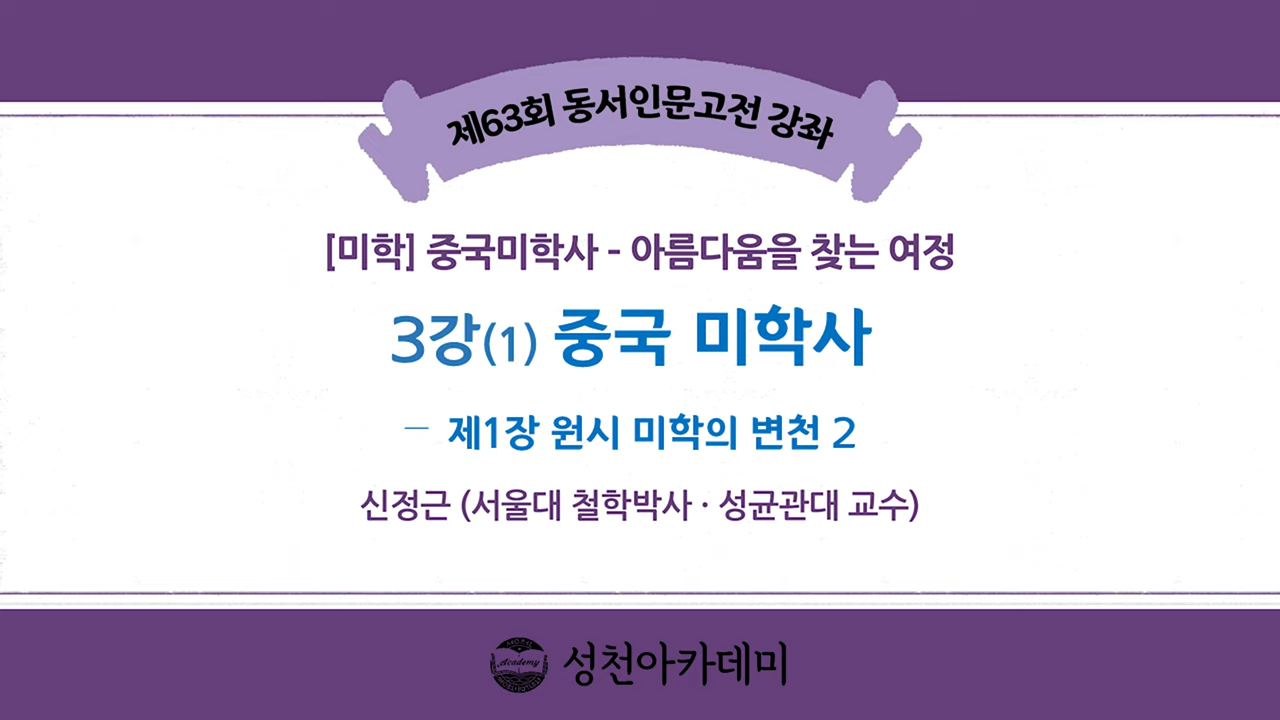 제63회 동서인문고전 강좌
[미학] 중국미학사 - 아름다움을 찾는 여정
3강(1) 중국 미학사
– 제1장 원시 미학의 변천 2
신정근 (서울대 철학박사 · 성균관대 교수)
Academy
성천아카데미